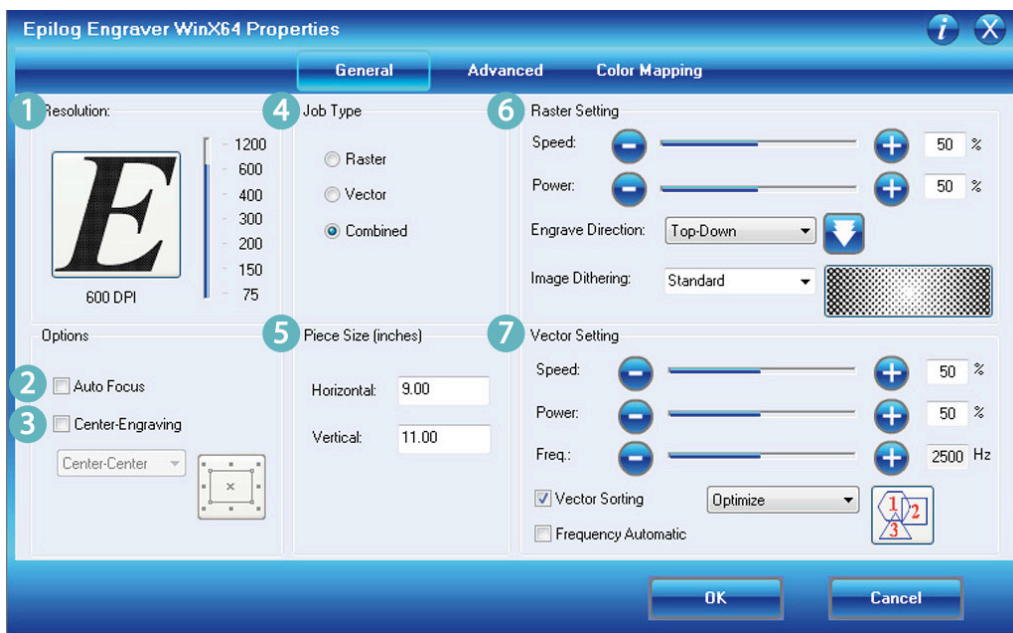 Epilog Engraver WinX64 Properties
i X
General Advanced Color Mapping
1 Resolution:
E
1200
600
400
300
200
150
75
600 DPI
Options
2 Auto Focus
3 Center-Engraving
Center-Center
4 Job Type
Raster
Vector
Combined
5 Piece Size (inches)
Horizontal: 9.00
Vertical: 11.00
6 Raster Setting
Speed: - + 50 %
Power: - + 50 %
Engrave Direction: Top-Down
Image Dithering: Standard
7 Vector Setting
Speed: - + 50 %
Power: - + 50 %
Freq.: - + 2500 Hz
Vector Sorting Optimize
1 2
3
Frequency Automatic
OK Cancel